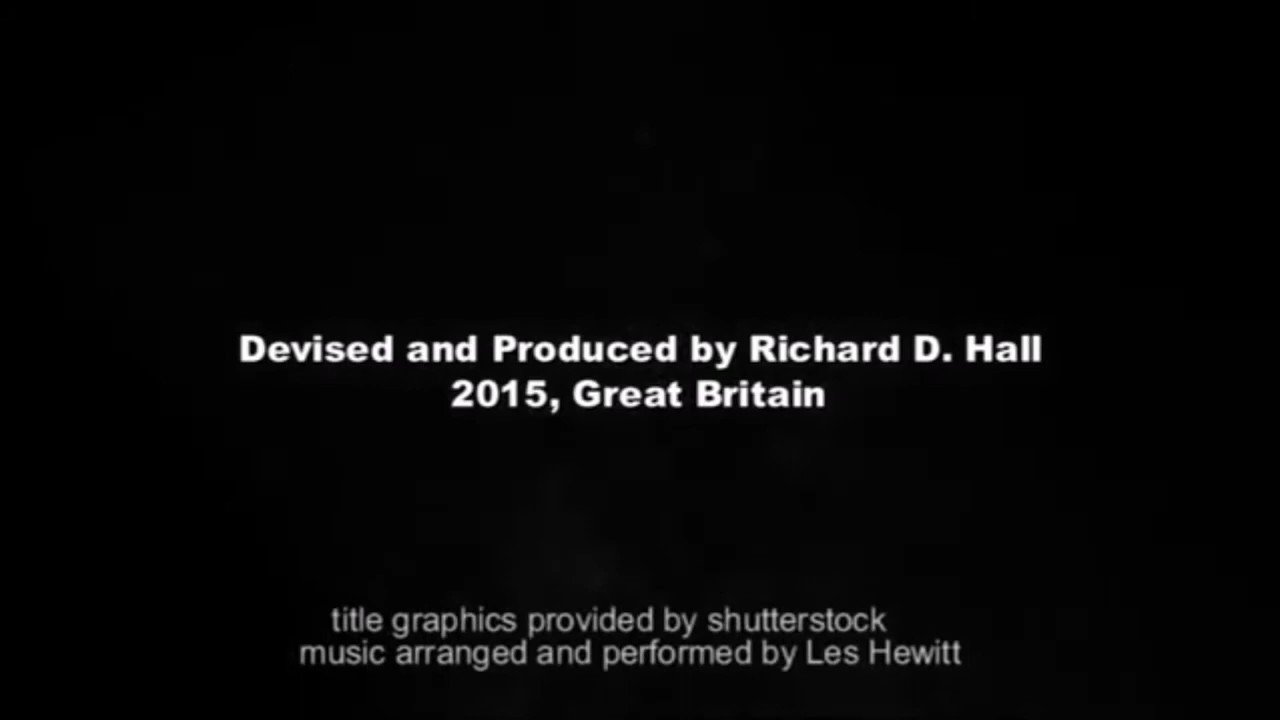 Devised and Produced by Richard D. Hall
2015, Great Britain
title graphics provided by shutterstock
music arranged and performed by Les Hewitt